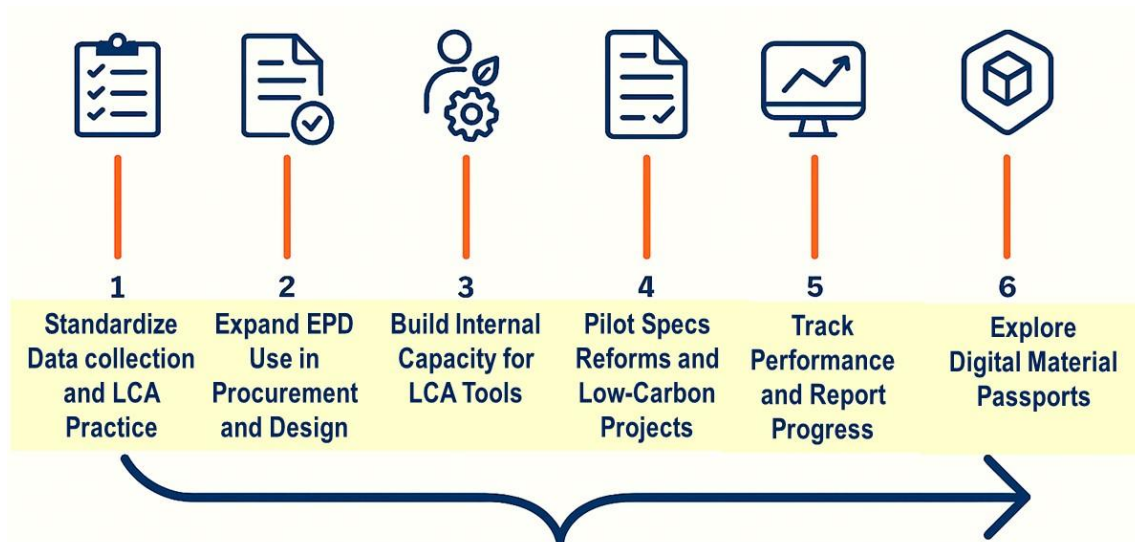 1
Standardize
Data collection
and LCA
Practice
2
Expand EPD
Use in
Procurement
and Design
3
Build Internal
Capacity for
LCA Tools
4
Pilot Specs
Reforms and
Low-Carbon
Projects
5
Track
Performance
and Report
Progress
6
Explore
Digital Material
Passports